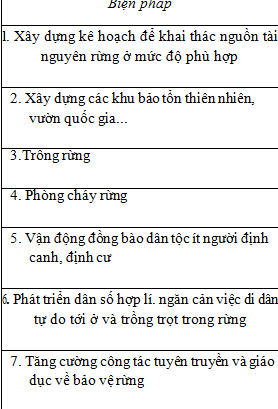 Biện pháp
1. Xây dựng kê hoạch để khai thác nguồn tài
nguyên rừng ở mức độ phù hợp
2. Xây dựng các khu bảo tồn thiên nhiên,
vườn quốc gia...
3.Trồng rừng
4. Phòng cháy rừng
5. Vận động đồng bào dân tộc ít người định
canh, định cư
6. Phát triển dân số hợp lí. ngăn cản việc di dân
tự do tới ở và trồng trọt trong rừng
7. Tăng cường công tác tuyên truyền và giáo
dục về bảo vệ rừng